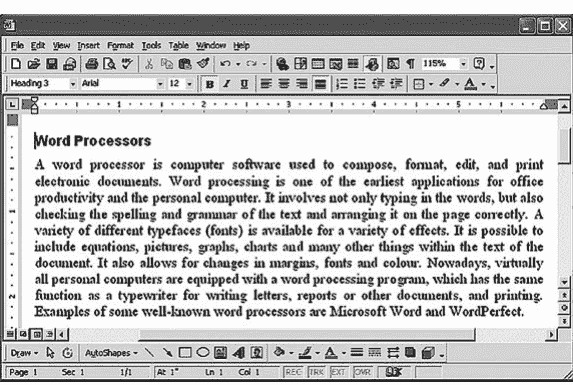 File Edit View Insert Format Tools Table Window Help
115%
Heading 3 Arial 12 B I U
1 2 3 4 5
Word Processors
A word processor is computer software used to compose, format, edit, and print
electronic documents. Word processing is one of the earliest applications for office
productivity and the personal computer. It involves not only typing in the words, but also
checking the spelling and grammar of the text and arranging it on the page correctly. A
variety of different typefaces (fonts) is available for a variety of effects. It is possible to
include equations, pictures, graphs, charts and many other things within the text of the
document. It also allows for changes in margins, fonts and colour. Nowadays, virtually
all personal computers are equipped with a word processing program, which has the same
function as a typewriter for writing letters, reports or other documents, and printing.
Examples of some well-known word processors are Microsoft Word and WordPerfect.
Draw AutoShapes
Page 1 Sec 1 1/1 At 1" Ln 1 Col 1 REC TRK EXT OVR